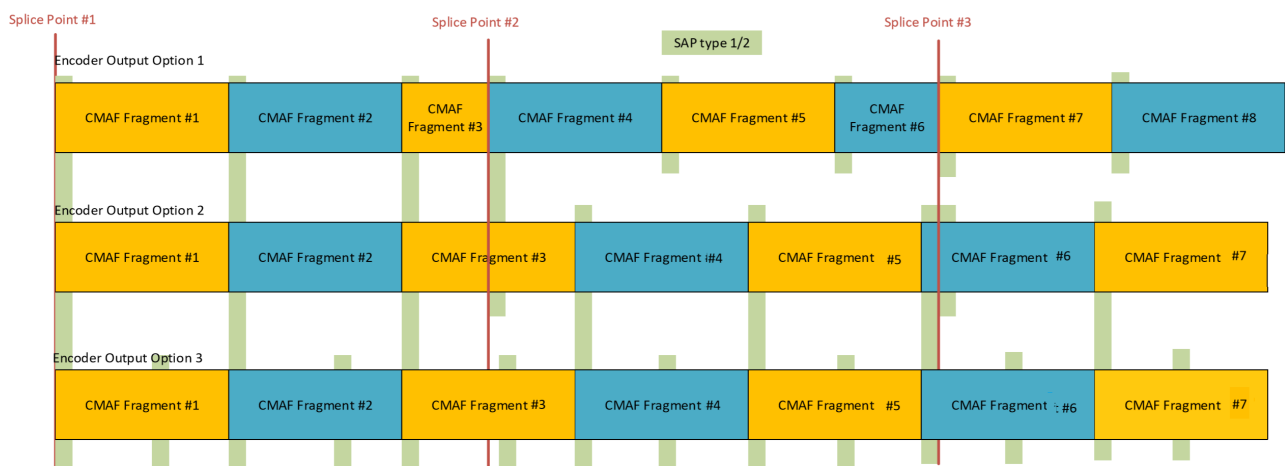 Splice Point #1
Splice Point #2
Splice Point #3
SAP type 1/2
Encoder Output Option 1
CMAF Fragment #1
CMAF Fragment #2
CMAF
Fragment #3
CMAF Fragment #4
CMAF Fragment #5
CMAF
Fragment #6
CMAF Fragment #7
CMAF Fragment #8
Encoder Output Option 2
CMAF Fragment #1
CMAF Fragment #2
CMAF Fragment #3
CMAF Fragment #4
CMAF Fragment #5
CMAF Fragment #6
CMAF Fragment #7
Encoder Output Option 3
CMAF Fragment #1
CMAF Fragment #2
CMAF Fragment #3
CMAF Fragment #4
CMAF Fragment #5
CMAF Fragment #6
CMAF Fragment #7